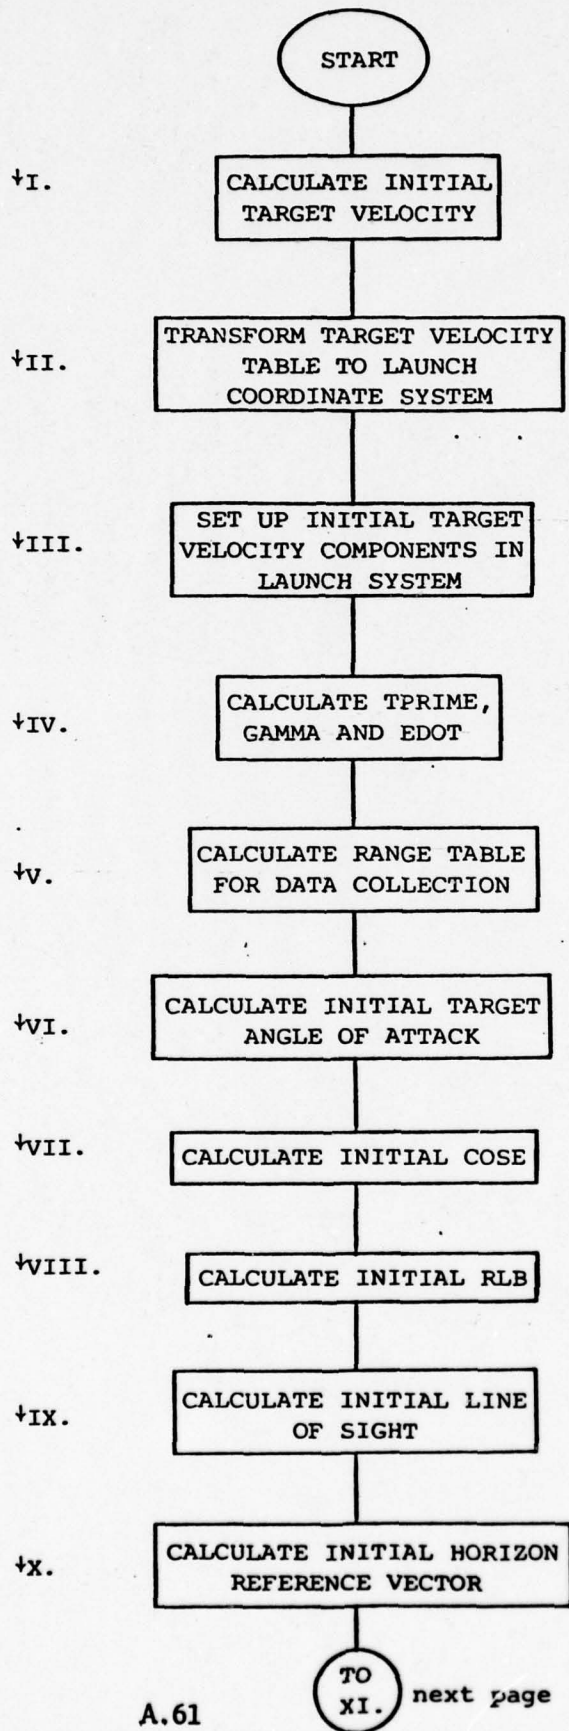 START
↓I.
CALCULATE INITIAL
TARGET VELOCITY
↓II.
TRANSFORM TARGET VELOCITY
TABLE TO LAUNCH
COORDINATE SYSTEM
↓III.
SET UP INITIAL TARGET
VELOCITY COMPONENTS IN
LAUNCH SYSTEM
↓IV.
CALCULATE TPRIME,
GAMMA AND EDOT
↓V.
CALCULATE RANGE TABLE
FOR DATA COLLECTION
↓VI.
CALCULATE INITIAL TARGET
ANGLE OF ATTACK
↓VII.
CALCULATE INITIAL COSE
↓VIII.
CALCULATE INITIAL RLB
↓IX.
CALCULATE INITIAL LINE
OF SIGHT
↓X.
CALCULATE INITIAL HORIZON
REFERENCE VECTOR
TO
XI.
next page
A.61